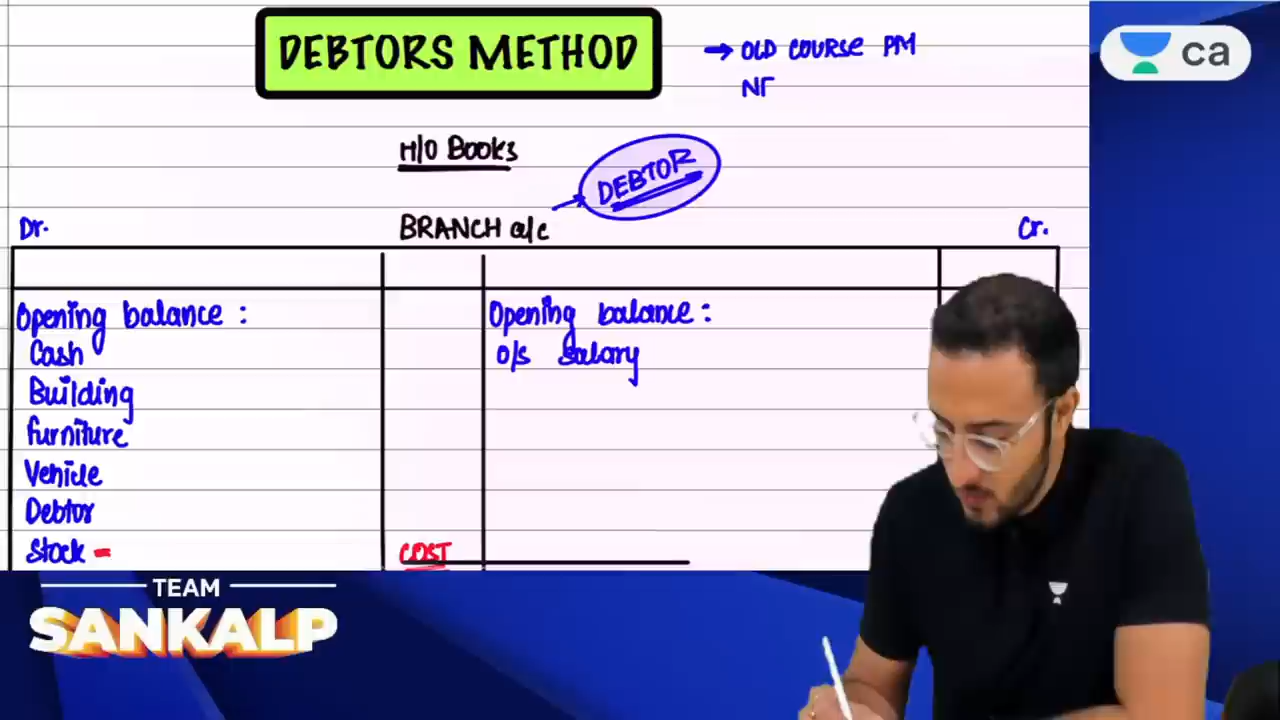 DEBTORS METHOD
→ OLD COURSE PM
ca
H/O Books
DEBTOR
Dr.
BRANCH a/c
Cr.
Opening balance :
Opening balance :
Cash
o/s salary
Building
furniture
Vehicle
Debtor
Stock -
COST
TEAM
SANKALP